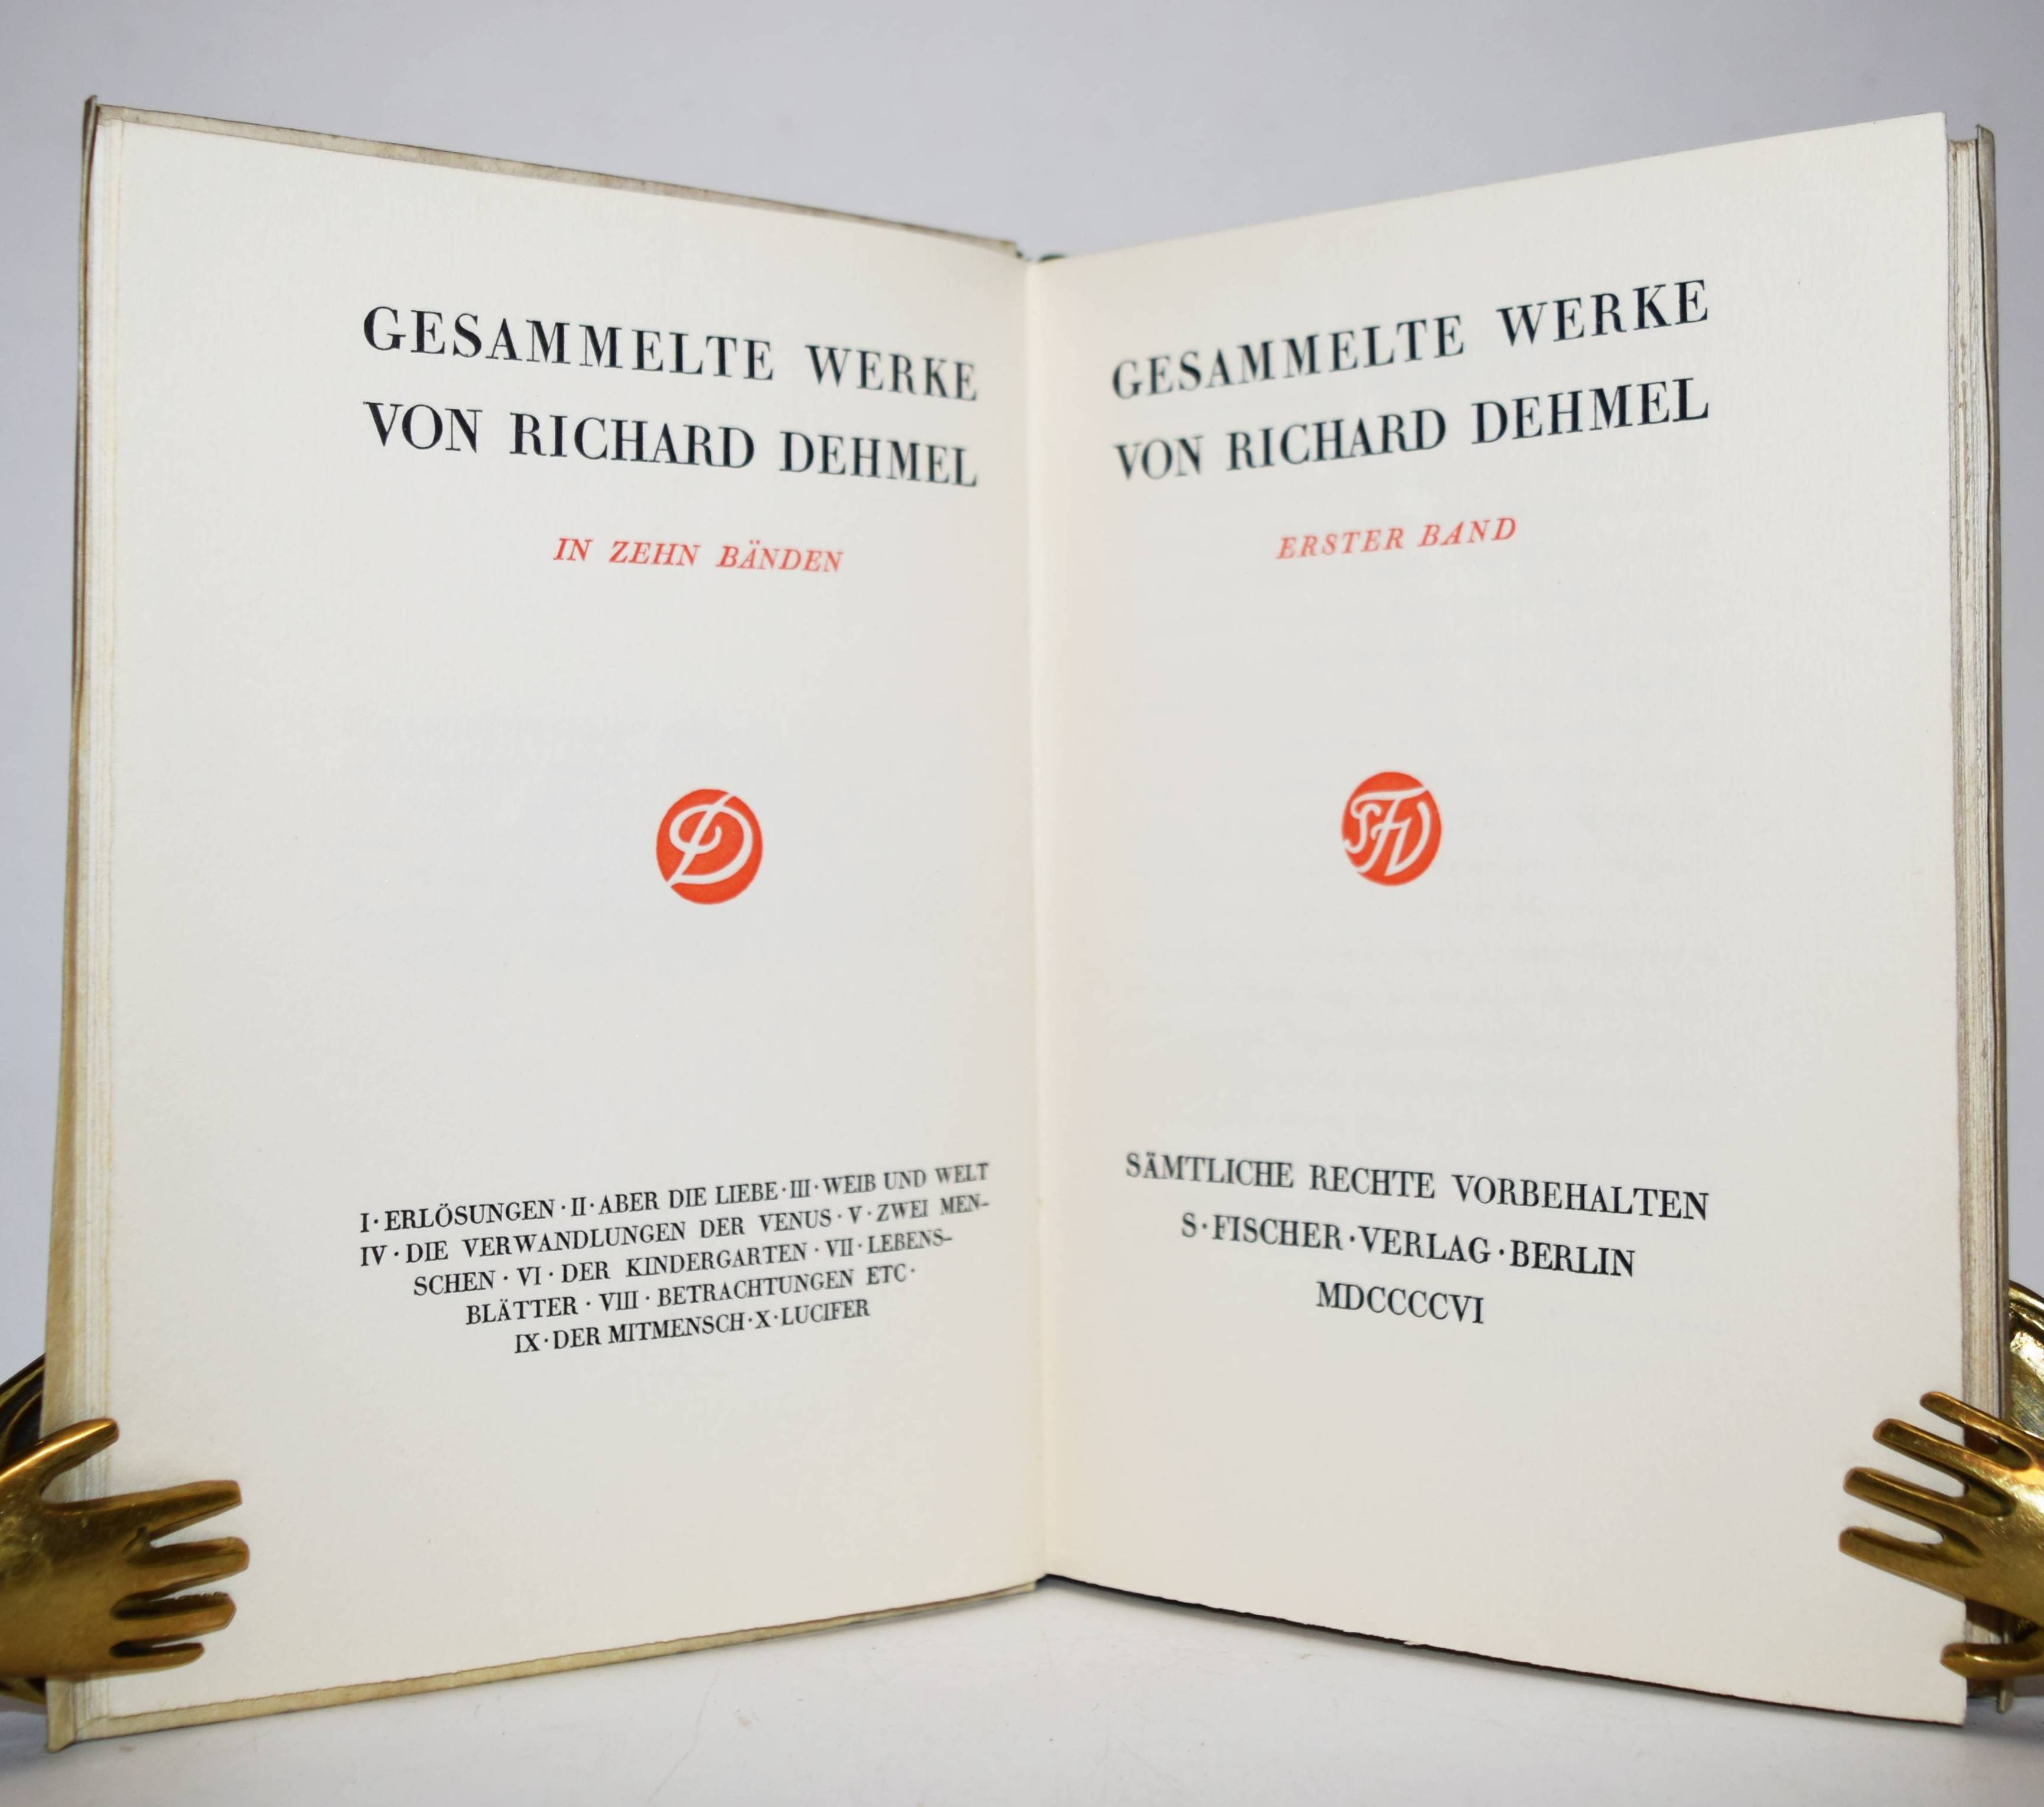 GESAMMELTE WERKE
VON RICHARD DEHMEL
IN ZEHN BÄNDEN
D
I · ERLÖSUNGEN · II · ABER DIE LIEBE · III · WEIB UND WELT
IV · DIE VERWANDLUNGEN DER VENUS · V · ZWEI MEN-
SCHEN · VI · DER KINDERGARTEN · VII · LEBENS-
BLÄTTER · VIII · BETRACHTUNGEN ETC ·
IX · DER MITMENSCH · X · LUCIFER
GESAMMELTE WERKE
VON RICHARD DEHMEL
ERSTER BAND
SFV
SÄMTLICHE RECHTE VORBEHALTEN
S · FISCHER · VERLAG · BERLIN
MDCCCCVI